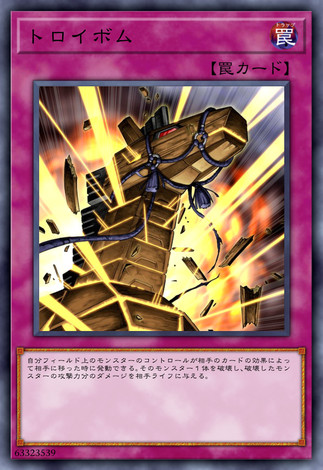 トロイボム
トラップ
罠
【罠カード】
自分フィールド上のモンスターのコントロールが相手のカードの効果によっ
て相手に移った時に発動できる。そのモンスター１体を破壊し、破壊したモ
ンスターの攻撃力分のダメージを相手ライフに与える。
63323539